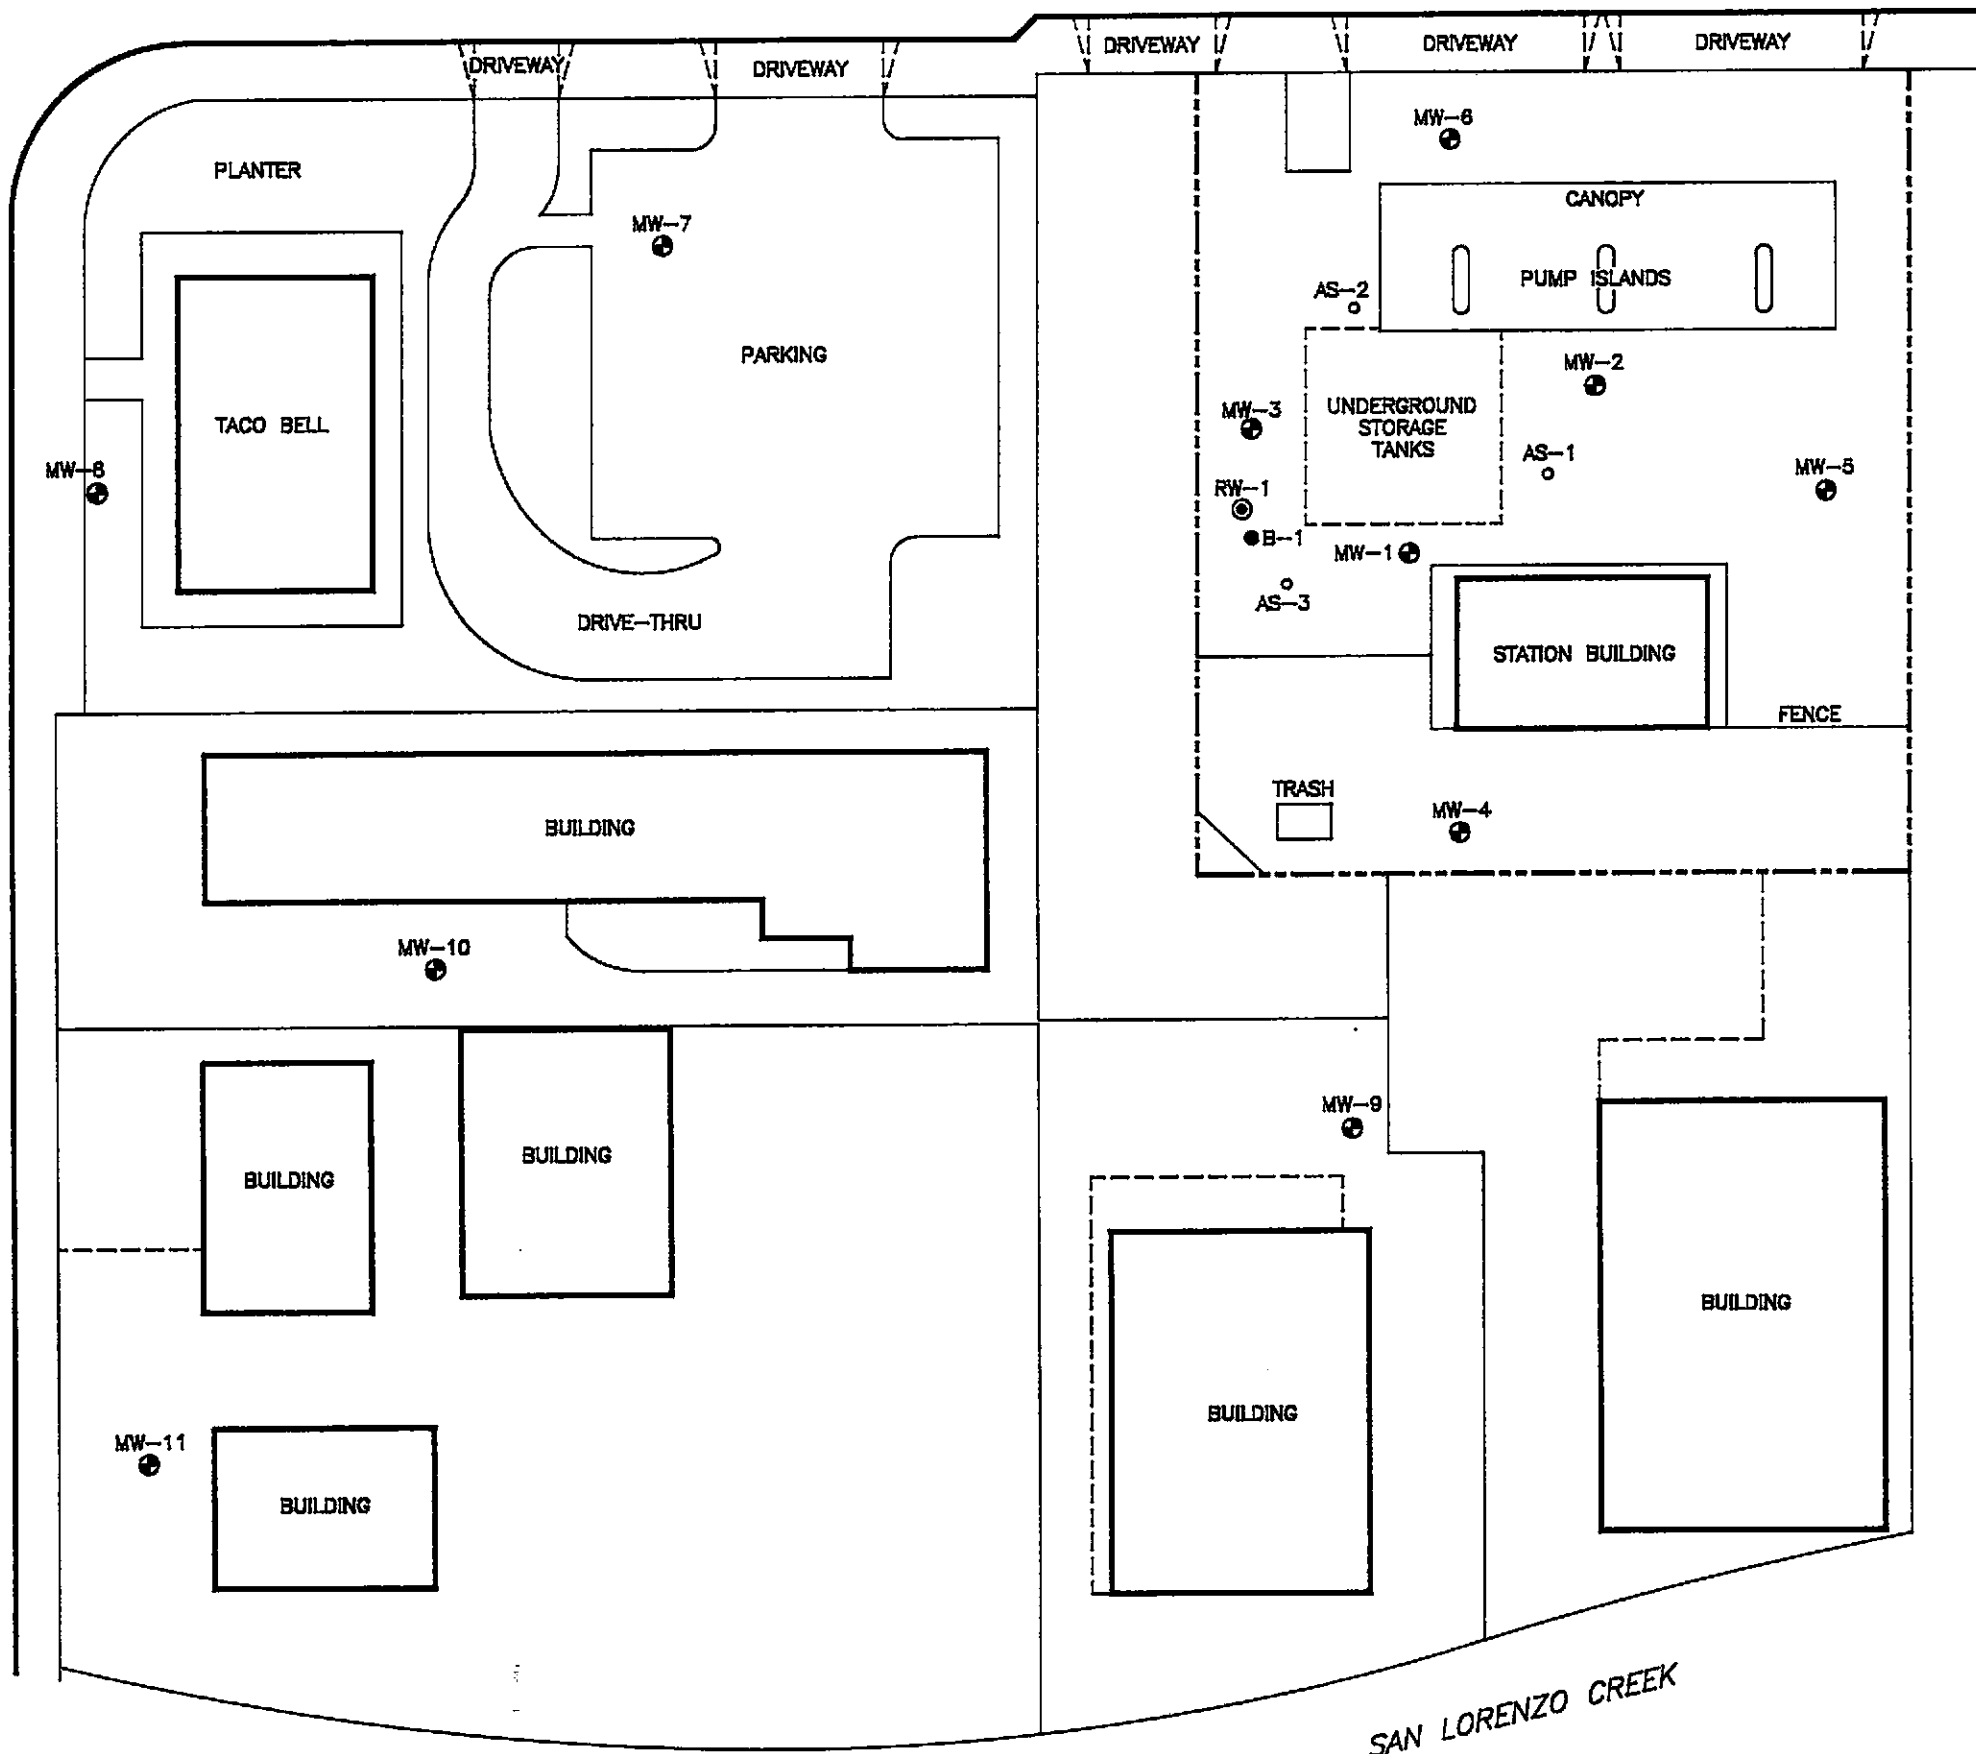 DRIVEWAY
DRIVEWAY
DRIVEWAY
DRIVEWAY
DRIVEWAY
PLANTER
MW-6
CANOPY
MW-7
PUMP ISLANDS
AS-2
PARKING
MW-2
TACO BELL
MW-3
UNDERGROUND
STORAGE
TANKS
AS-1
MW-8
MW-5
RW-1
B-1
MW-1
AS-3
DRIVE-THRU
STATION BUILDING
FENCE
TRASH
MW-4
BUILDING
MW-10
MW-9
BUILDING
BUILDING
BUILDING
BUILDING
MW-11
BUILDING
SAN LORENZO CREEK